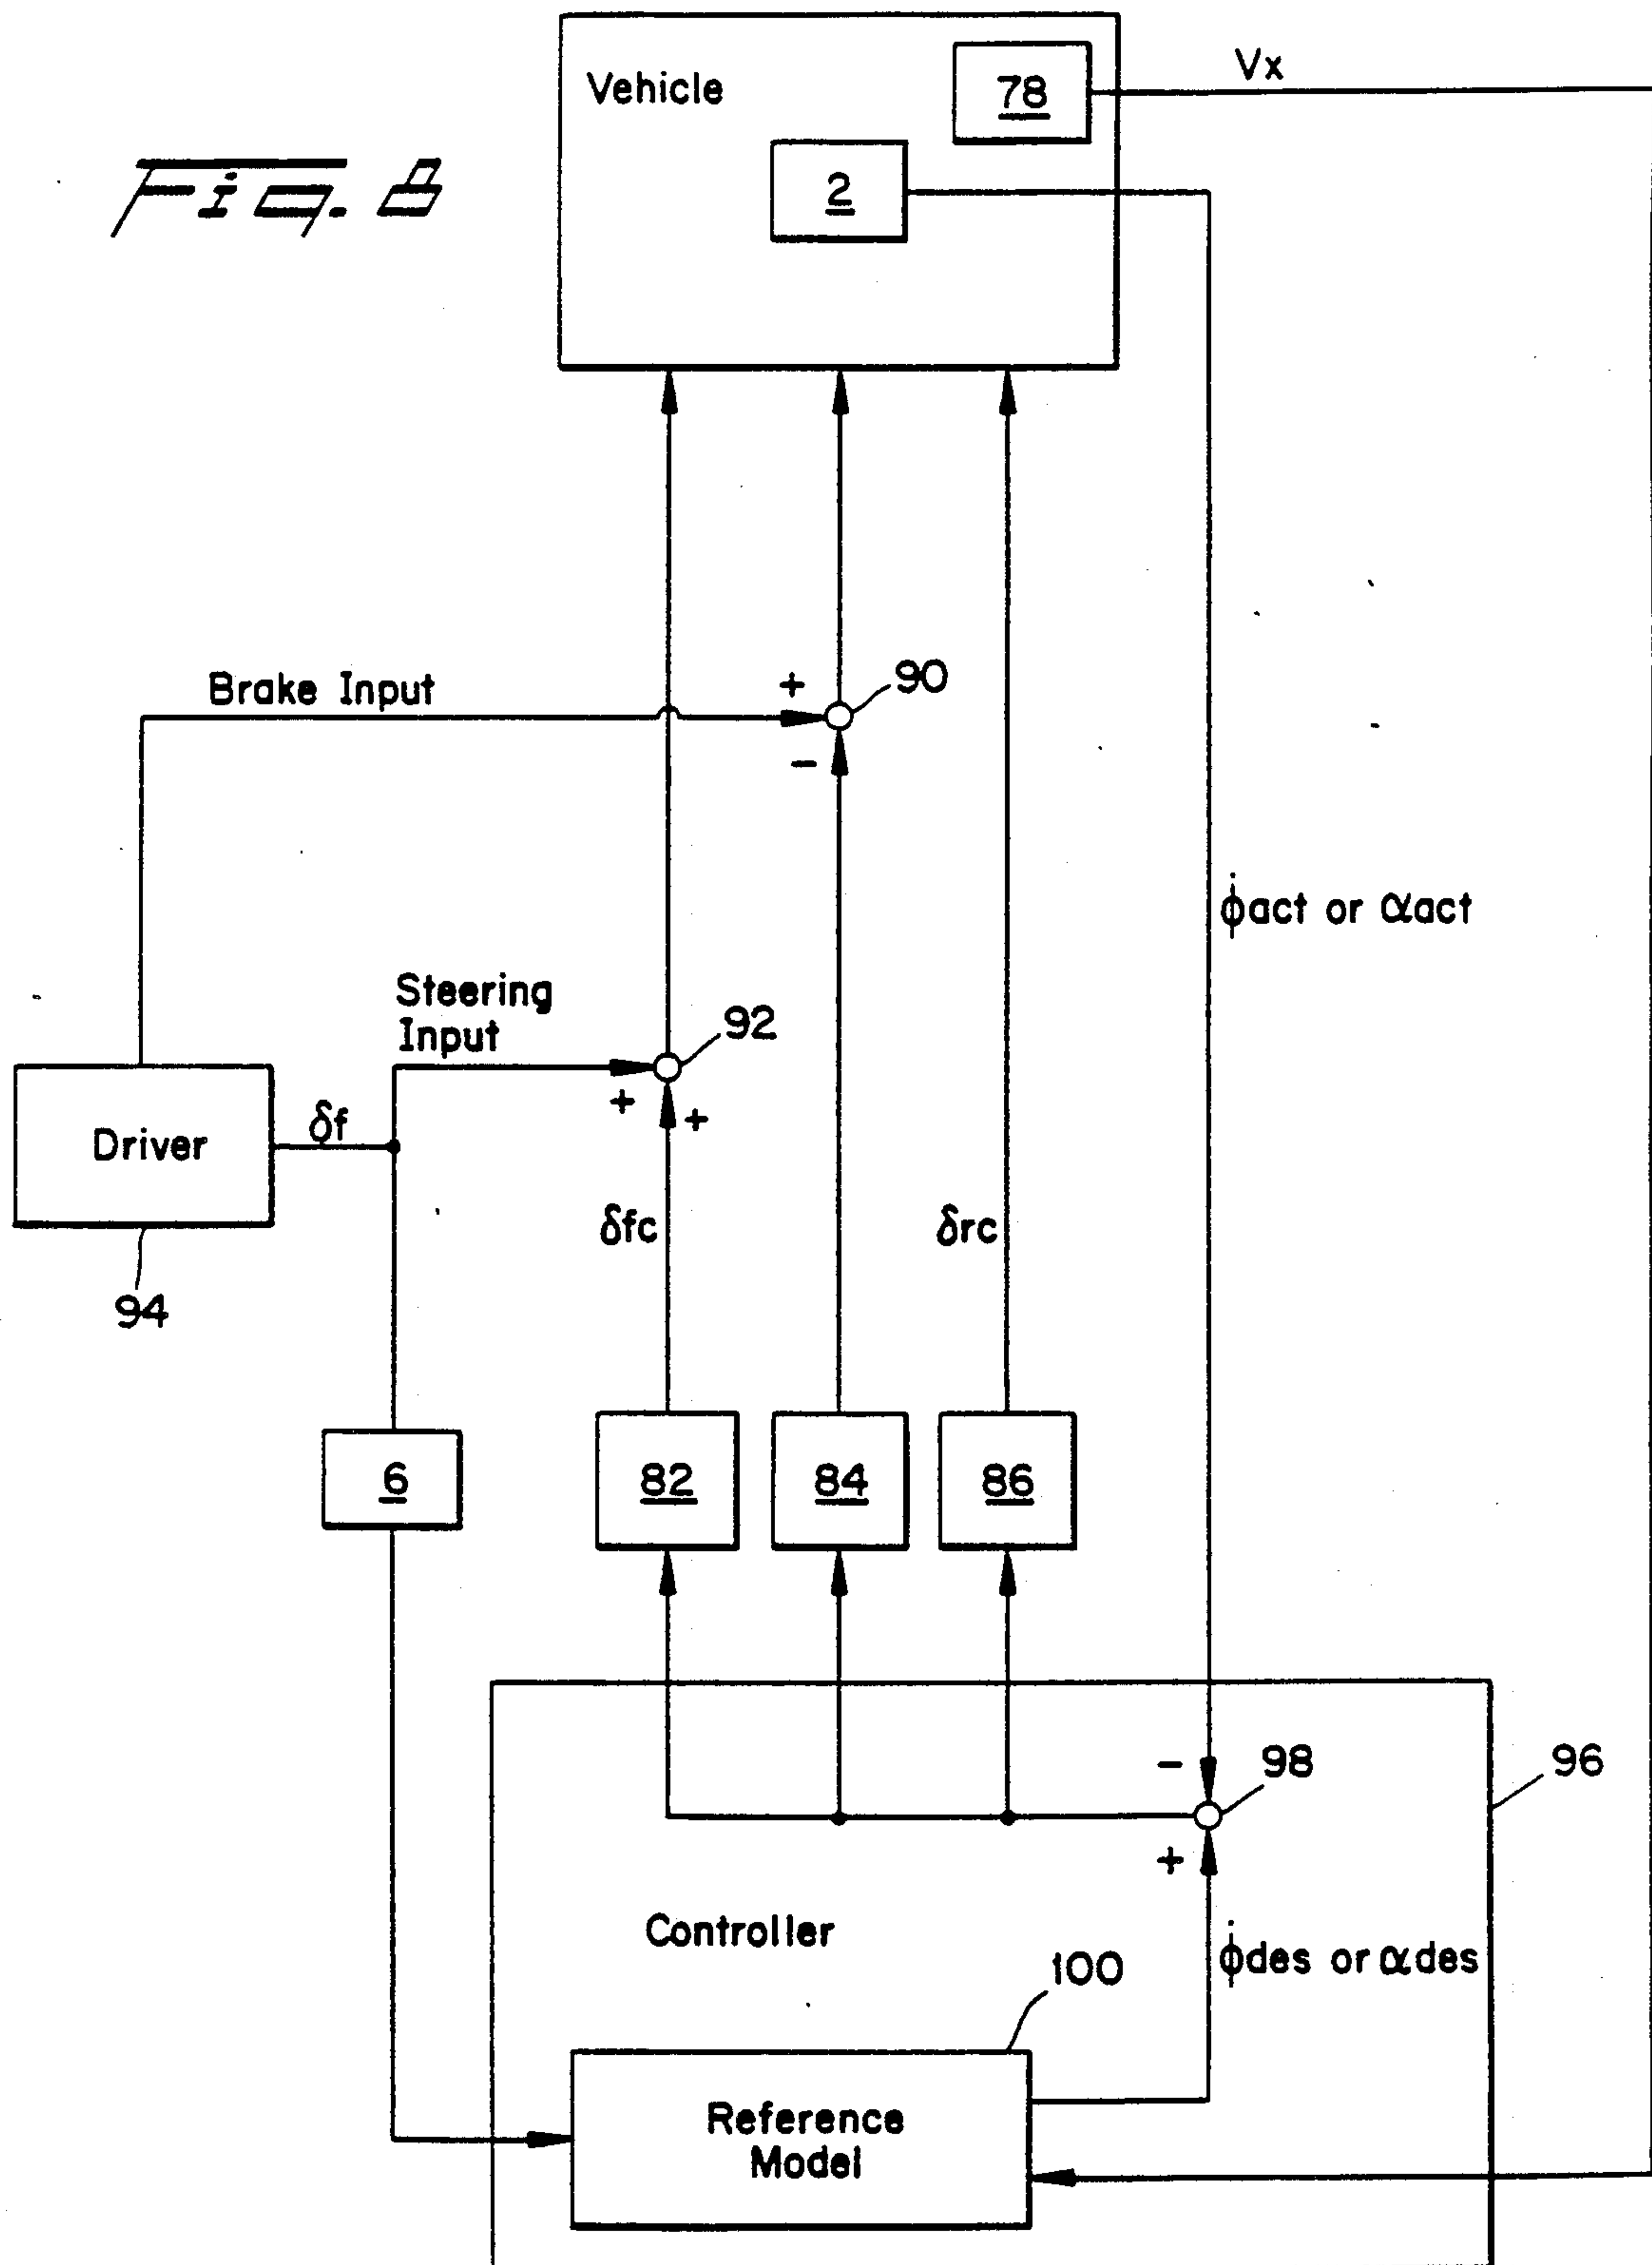 Fig. 8
Vehicle
78
Vx
2
Brake Input
+
90
-
ϕ̇act or αact
Steering
Input
92
+
+
Driver
δf
94
δfc
δrc
6
82
84
86
-
98
96
+
Controller
ϕ̇des or αdes
100
Reference
Model